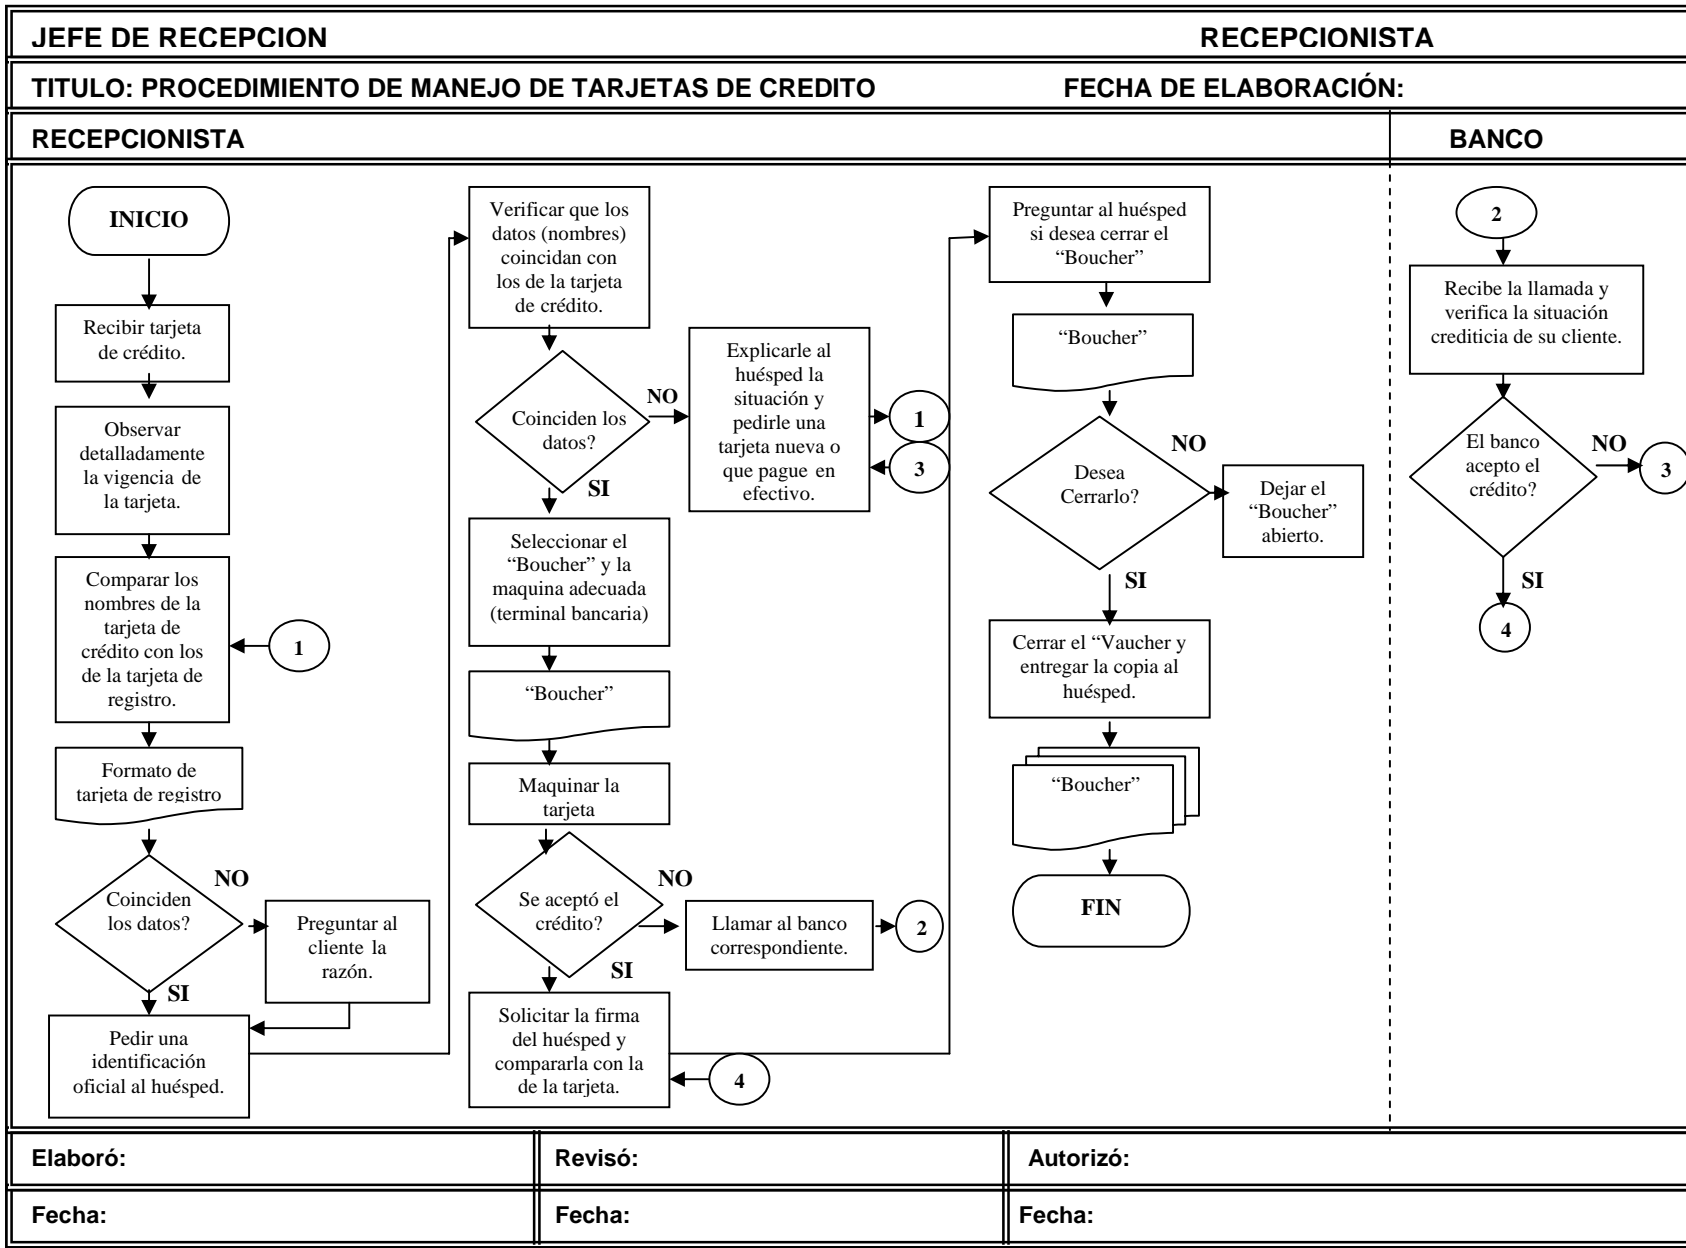 JEFE DE RECEPCION
RECEPCIONISTA
TITULO: PROCEDIMIENTO DE MANEJO DE TARJETAS DE CREDITO
FECHA DE ELABORACIÓN:
RECEPCIONISTA
BANCO
INICIO
Recibir tarjeta
de crédito.
Observar
detalladamente
la vigencia de
la tarjeta.
Comparar los
nombres de la
tarjeta de
crédito con los
de la tarjeta de
registro.
1
Formato de
tarjeta de registro
Coinciden
los datos?
NO
Preguntar al
cliente la
razón.
SI
Pedir una
identificación
oficial al huésped.
Verificar que los
datos (nombres)
coincidan con
los de la tarjeta
de crédito.
Coinciden los
datos?
NO
Explicarle al
huésped la
situación y
pedirle una
tarjeta nueva o
que pague en
efectivo.
1
3
SI
Seleccionar el
“Boucher” y la
maquina adecuada
(terminal bancaria)
“Boucher”
Maquinar la
tarjeta
Se aceptó el
crédito?
NO
Llamar al banco
correspondiente.
2
SI
Solicitar la firma
del huésped y
compararla con la
de la tarjeta.
4
Preguntar al huésped
si desea cerrar el
“Boucher”
“Boucher”
Desea
Cerrarlo?
NO
Dejar el
“Boucher”
abierto.
SI
Cerrar el “Vaucher y
entregar la copia al
huésped.
“Boucher”
FIN
2
Recibe la llamada y
verifica la situación
crediticia de su cliente.
El banco
acepto el
crédito?
NO
3
SI
4
Elaboró:
Revisó:
Autorizó:
Fecha:
Fecha:
Fecha: